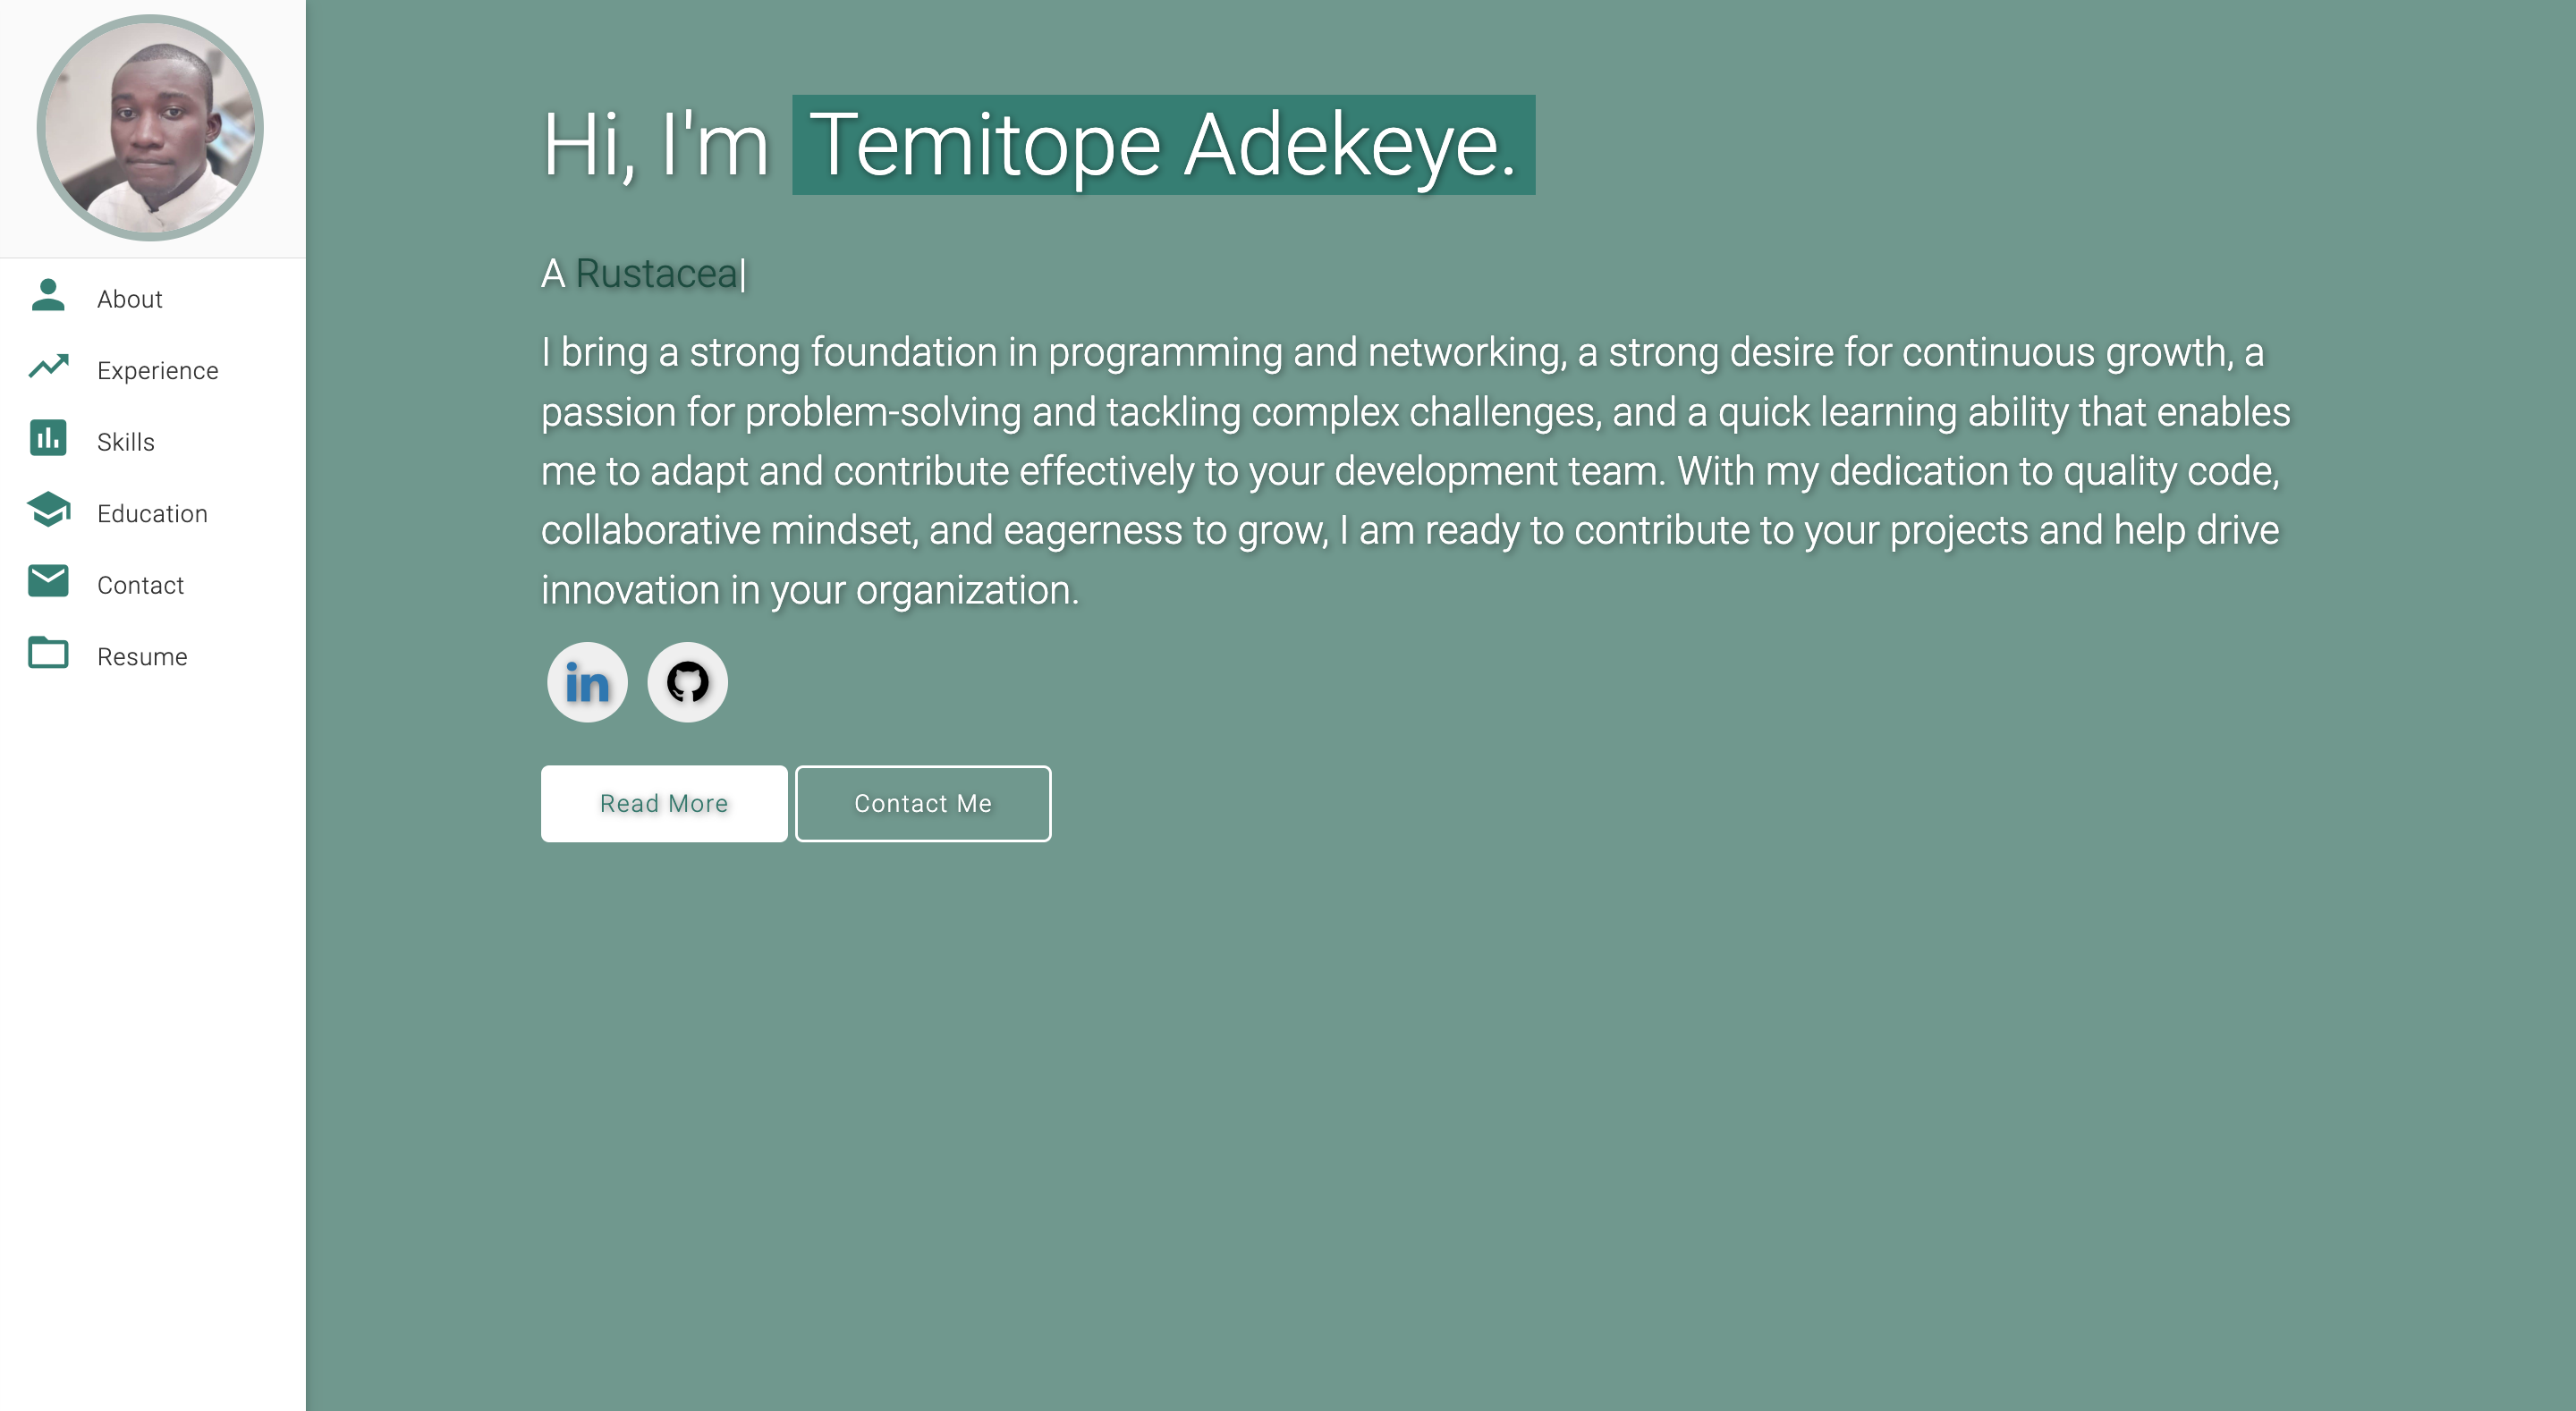 About
Experience
Skills
Education
Contact
Resume
Hi, I'm Temitope Adekeye.
A Rustacea|
I bring a strong foundation in programming and networking, a strong desire for continuous growth, a
passion for problem-solving and tackling complex challenges, and a quick learning ability that enables
me to adapt and contribute effectively to your development team. With my dedication to quality code,
collaborative mindset, and eagerness to grow, I am ready to contribute to your projects and help drive
innovation in your organization.
in
Read More Contact Me